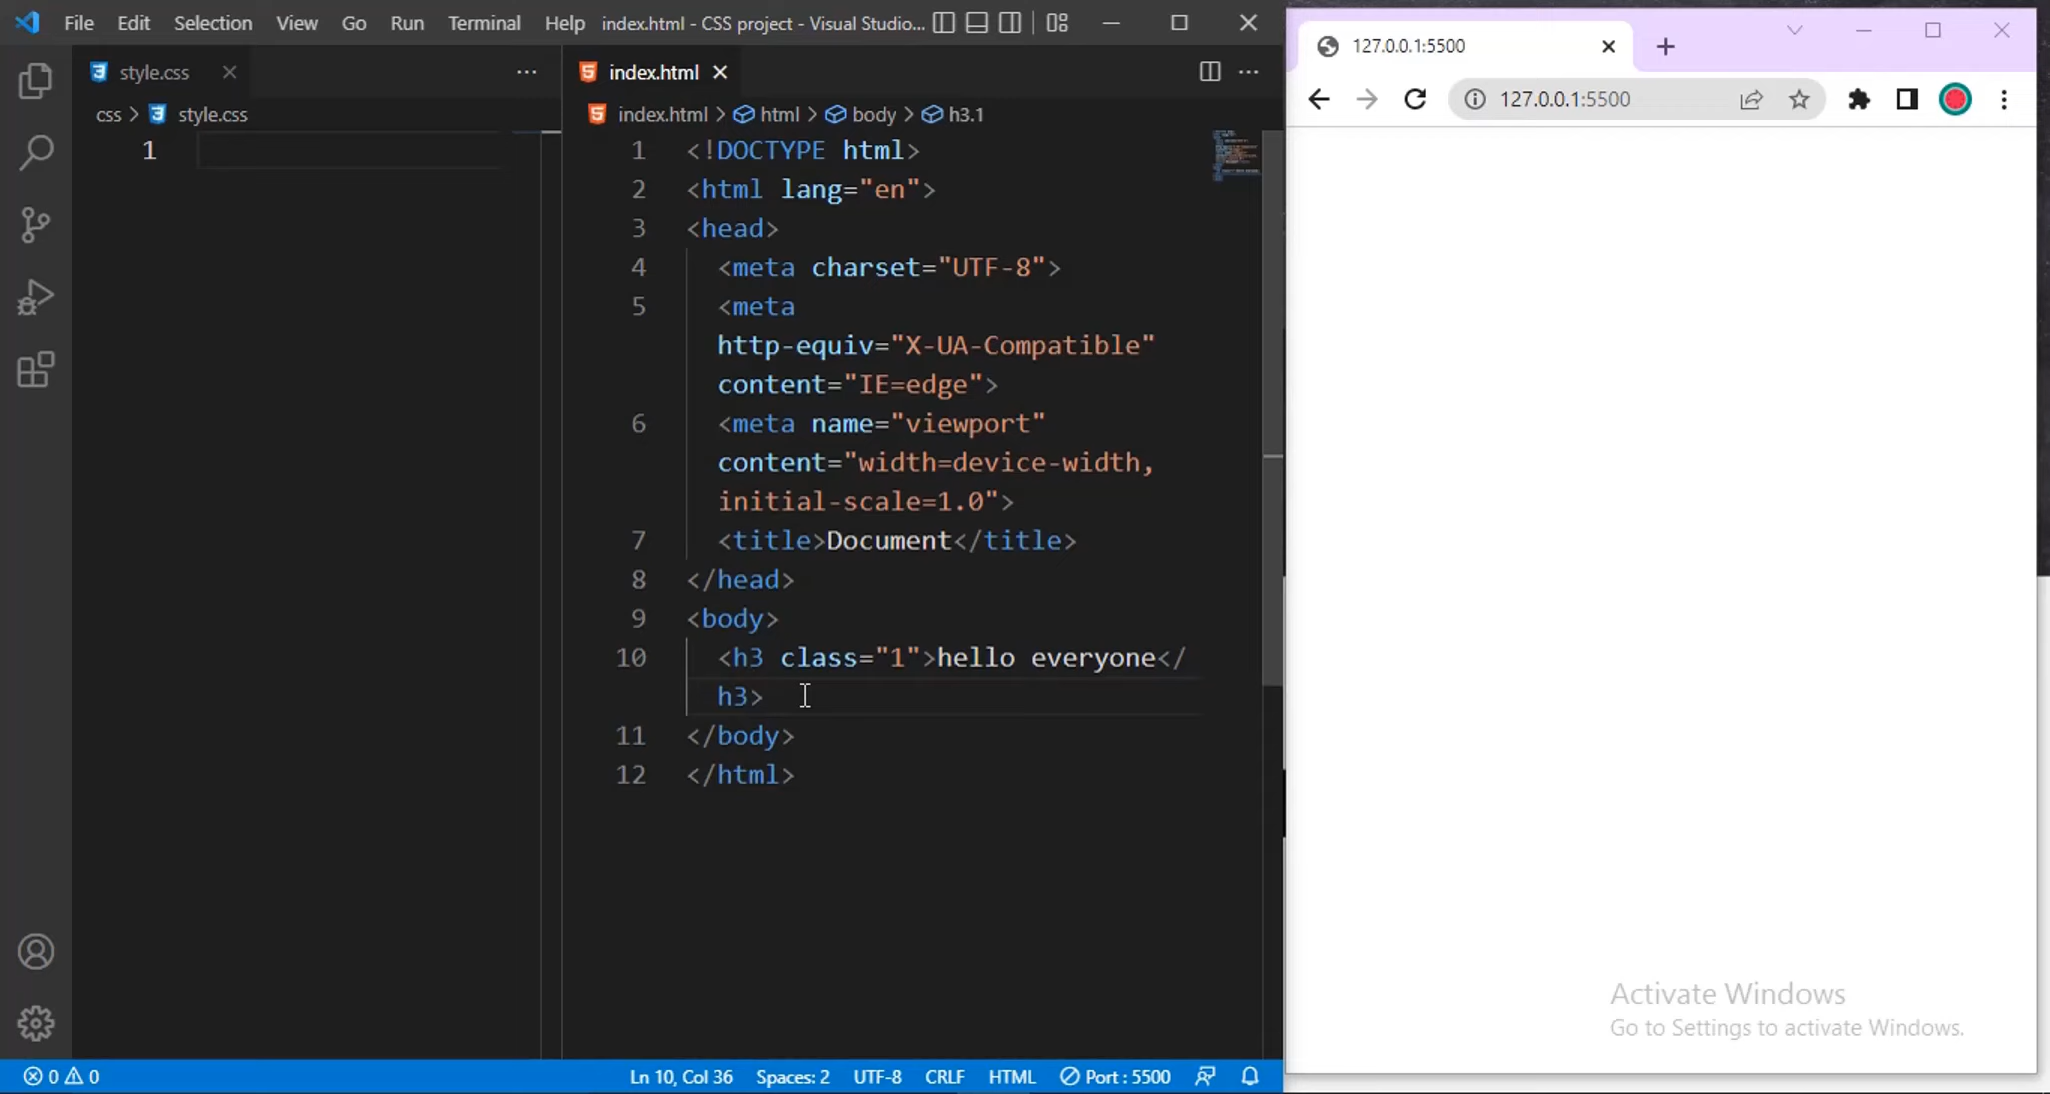 File Edit Selection View Go Run Terminal Help index.html - CSS project - Visual Studio...
style.css
css > style.css
1
index.html
index.html > html > body > h3.1
1 <!DOCTYPE html>
2 <html lang="en">
3 <head>
4 <meta charset="UTF-8">
5 <meta
http-equiv="X-UA-Compatible"
content="IE=edge">
6 <meta name="viewport"
content="width=device-width,
initial-scale=1.0">
7 <title>Document</title>
8 </head>
9 <body>
10 <h3 class="1">hello everyone</
h3>
11 </body>
12 </html>
0 0
Ln 10, Col 36 Spaces: 2 UTF-8 CRLF HTML Port : 5500
127.0.0.1:5500
127.0.0.1:5500
Activate Windows
Go to Settings to activate Windows.